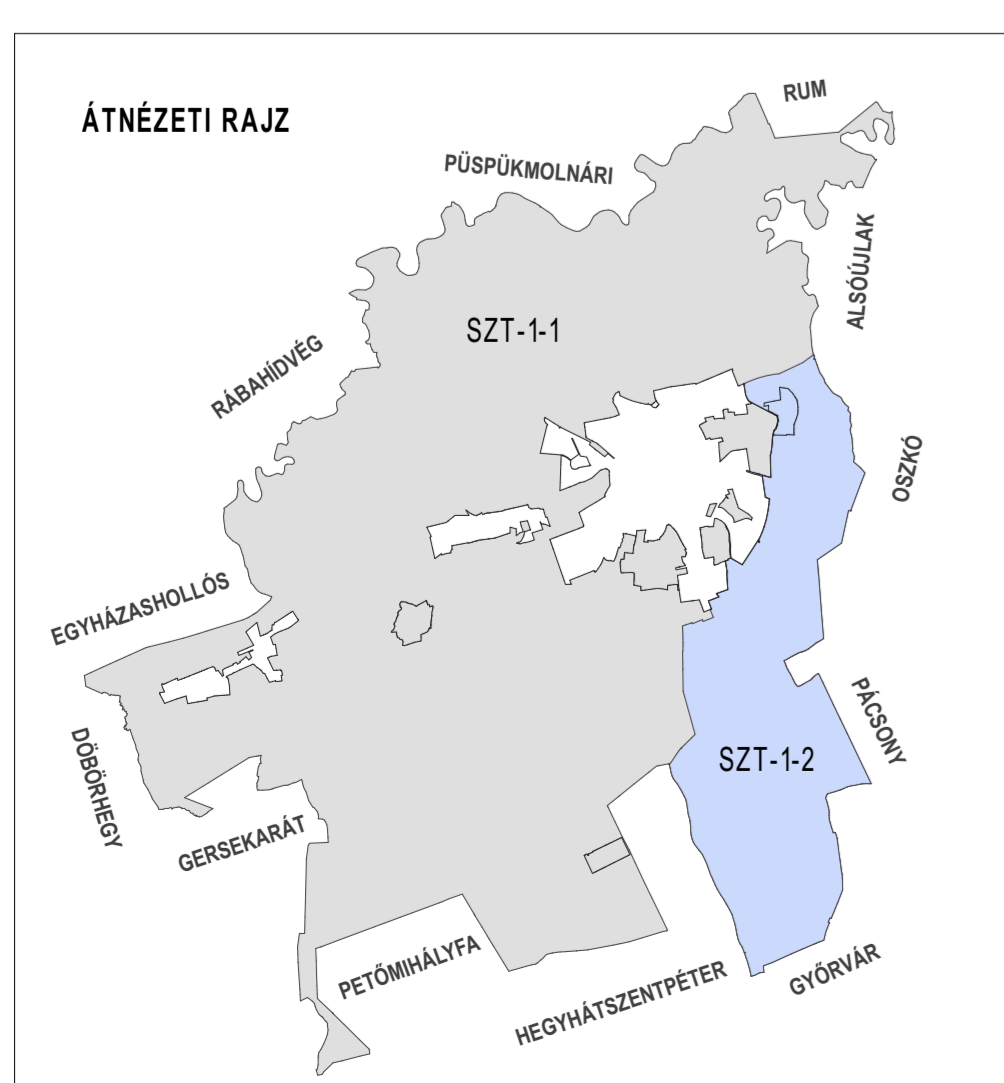 ÁTNÉZETI RAJZ
RUM
PÜSPÜKMOLNÁRI
ALSÓÚJLAK
SZT-1-1
RÁBAHÍDVÉG
OSZKÓ
EGYHÁZASHOLLÓS
PÁCSONY
DÖBÖRHEGY
SZT-1-2
GERSEKARÁT
PETŐMIHÁLYFA
HEGYHÁTSZENTPÉTER
GYŐRVÁR